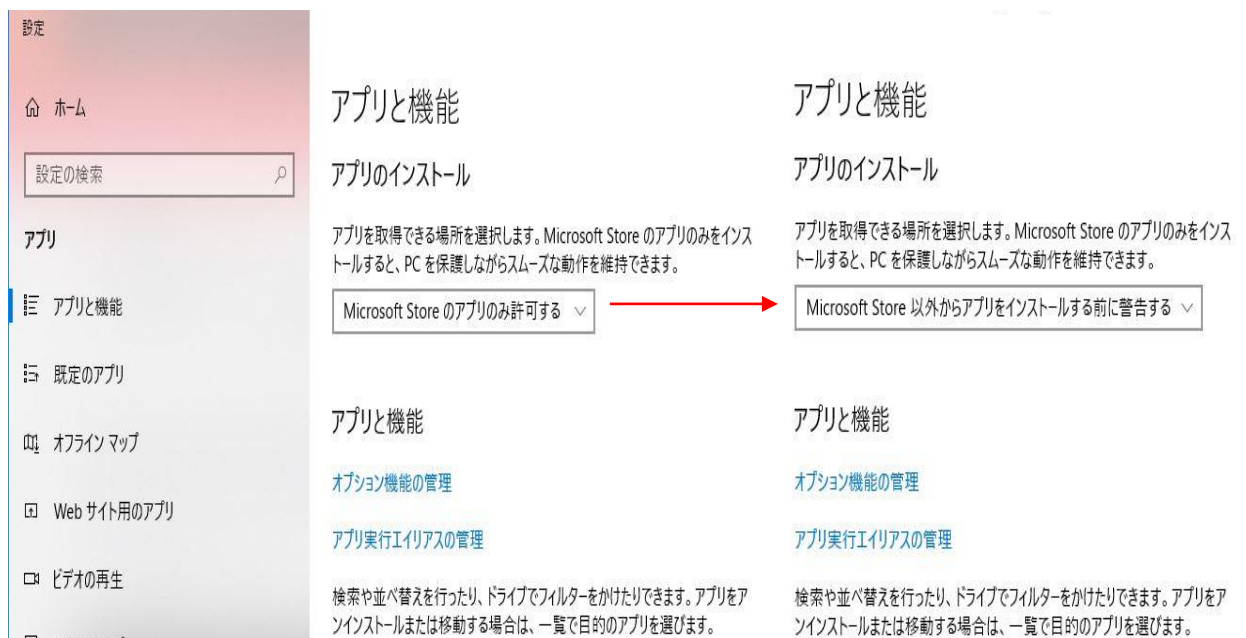 設定
ホーム
設定の検索
アプリ
アプリと機能
既定のアプリ
オフライン マップ
Web サイト用のアプリ
ビデオの再生
アプリと機能
アプリのインストール
アプリを取得できる場所を選択します。Microsoft Store のアプリのみをインス
トールすると、PC を保護しながらスムーズな動作を維持できます。
Microsoft Store のアプリのみ許可する
アプリと機能
オプション機能の管理
アプリ実行エイリアスの管理
検索や並べ替えを行ったり、ドライブでフィルターをかけたりできます。アプリをア
ンインストールまたは移動する場合は、一覧で目的のアプリを選びます。
アプリと機能
アプリのインストール
アプリを取得できる場所を選択します。Microsoft Store のアプリのみをインス
トールすると、PC を保護しながらスムーズな動作を維持できます。
Microsoft Store 以外からアプリをインストールする前に警告する
アプリと機能
オプション機能の管理
アプリ実行エイリアスの管理
検索や並べ替えを行ったり、ドライブでフィルターをかけたりできます。アプリをア
ンインストールまたは移動する場合は、一覧で目的のアプリを選びます。